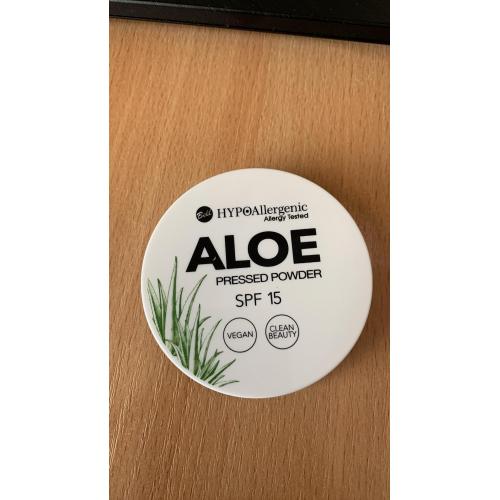 Bell HYPOAllergenic
Allergy Tested
ALOE
PRESSED POWDER
SPF 15
VEGAN
CLEAN
BEAUTY